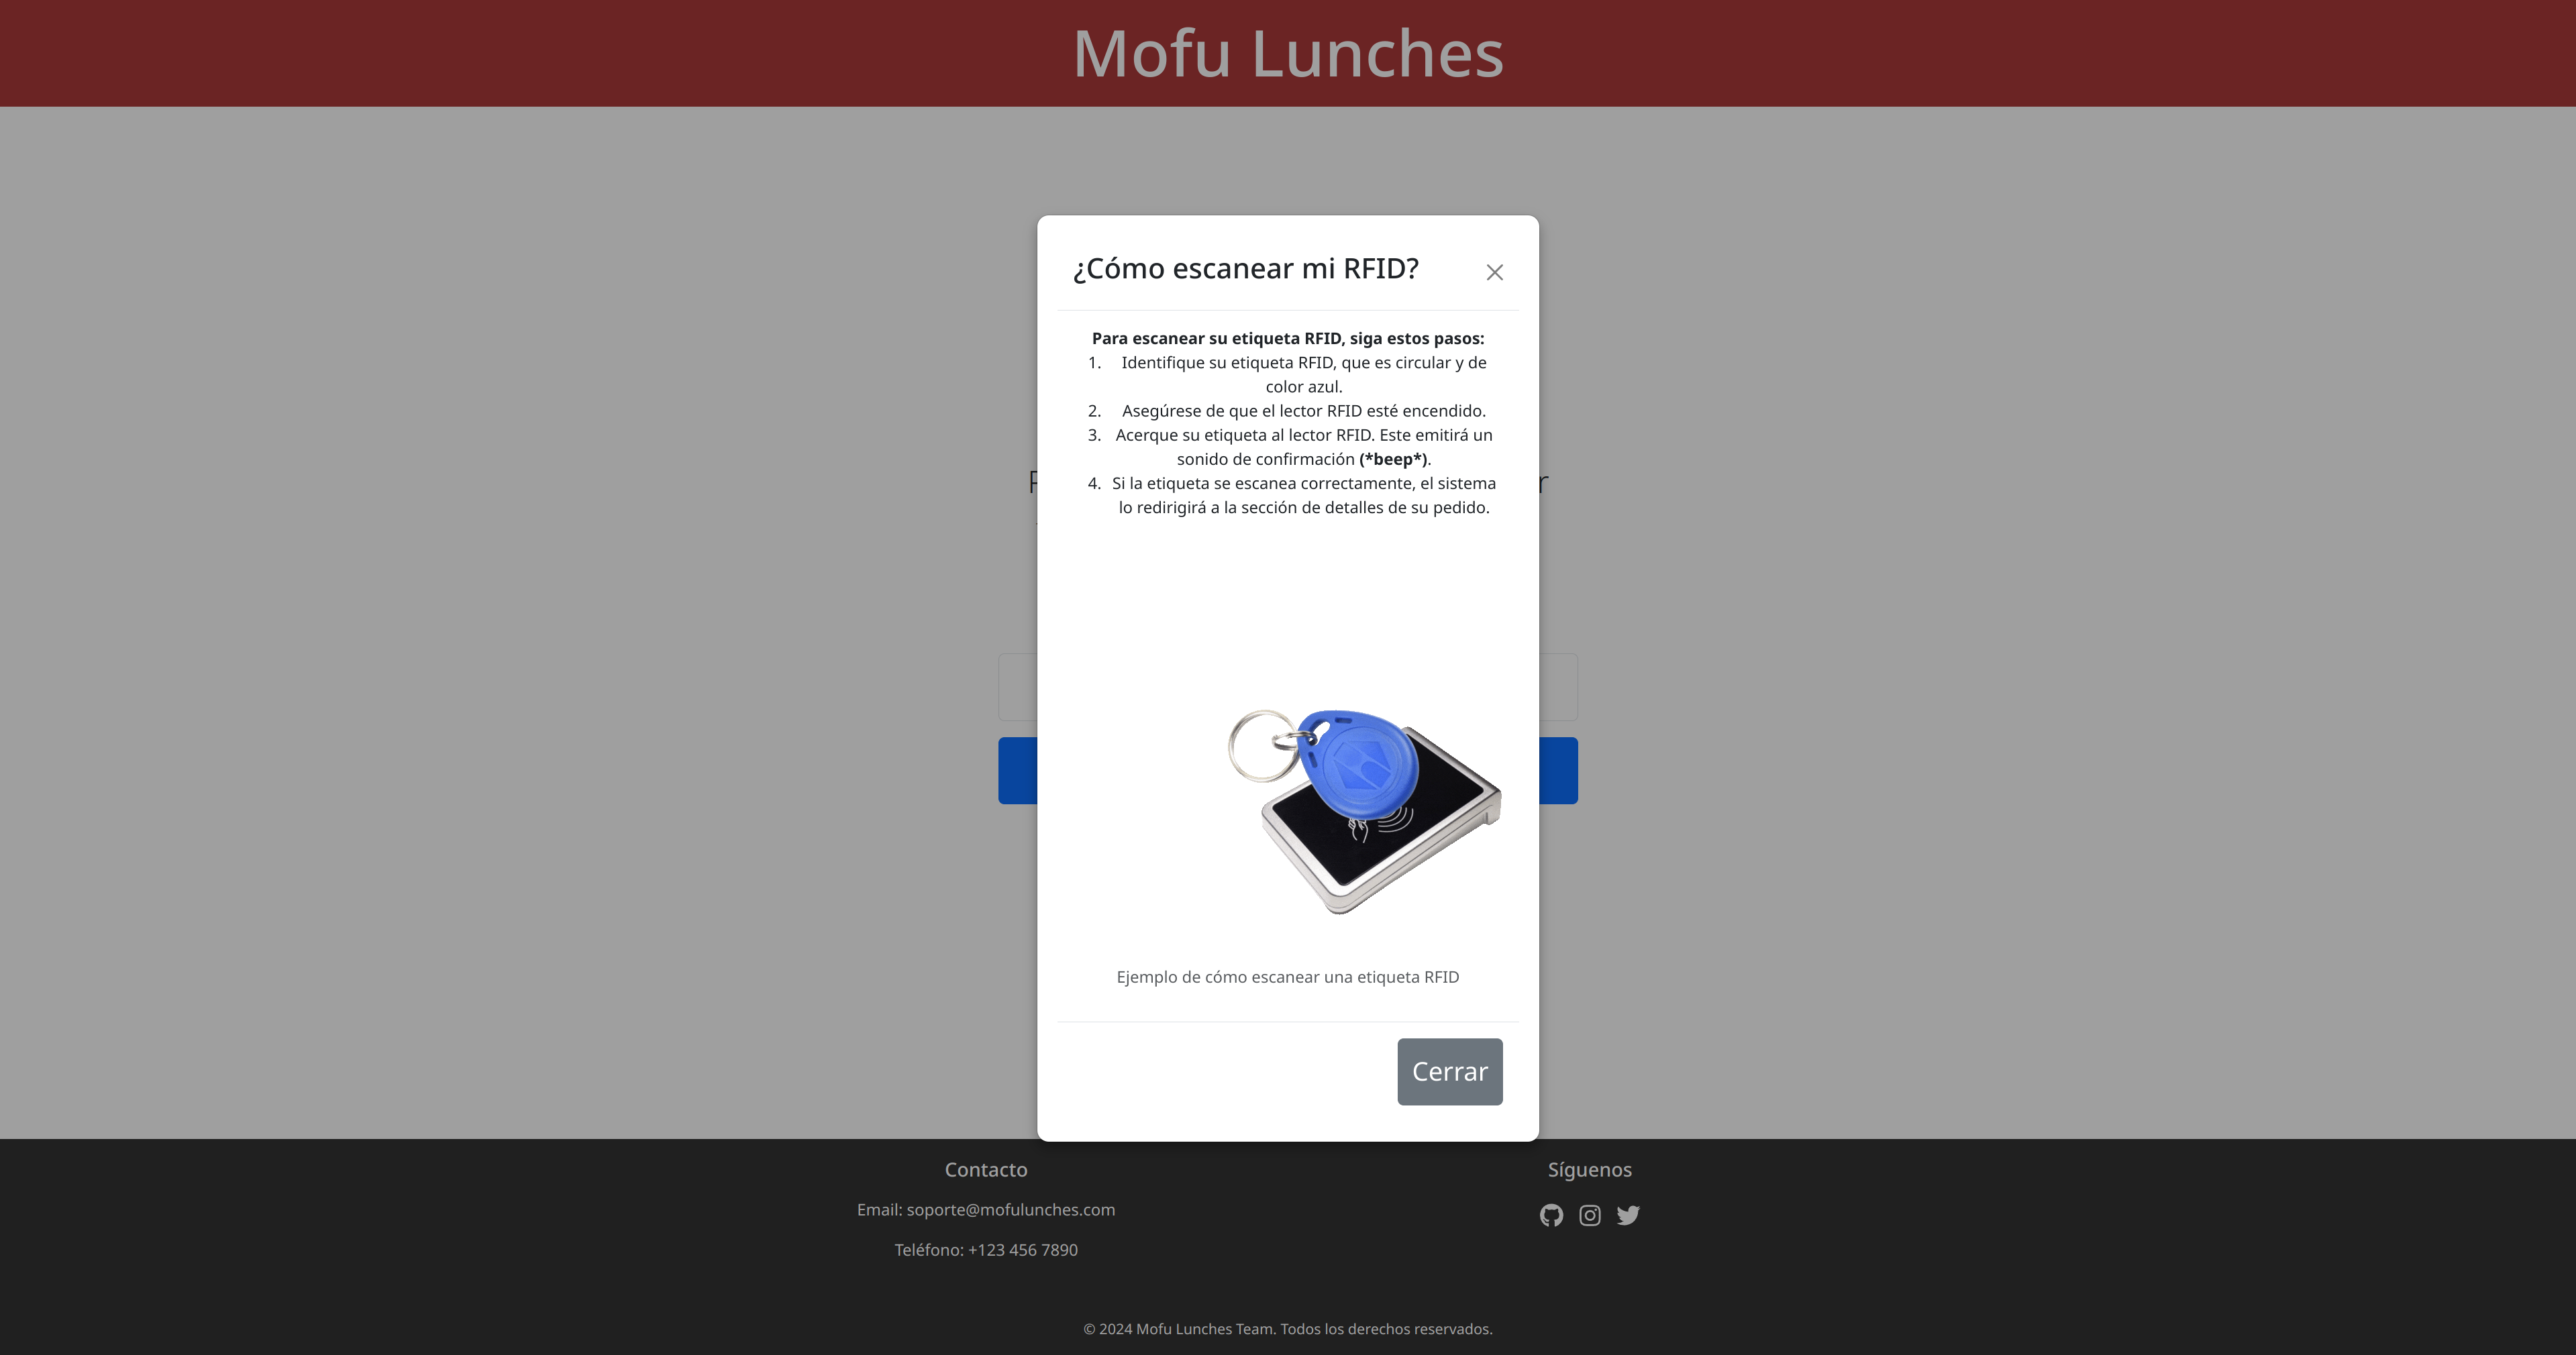 Mofu Lunches
¿Cómo escanear mi RFID?
Para escanear su etiqueta RFID, siga estos pasos:
1. Identifique su etiqueta RFID, que es circular y de
color azul.
2. Asegúrese de que el lector RFID esté encendido.
3. Acerque su etiqueta al lector RFID. Este emitirá un
sonido de confirmación (*beep*).
4. Si la etiqueta se escanea correctamente, el sistema
lo redirigirá a la sección de detalles de su pedido.
Ejemplo de cómo escanear una etiqueta RFID
Cerrar
Contacto
Email: soporte@mofulunches.com
Teléfono: +123 456 7890
Síguenos
© 2024 Mofu Lunches Team. Todos los derechos reservados.